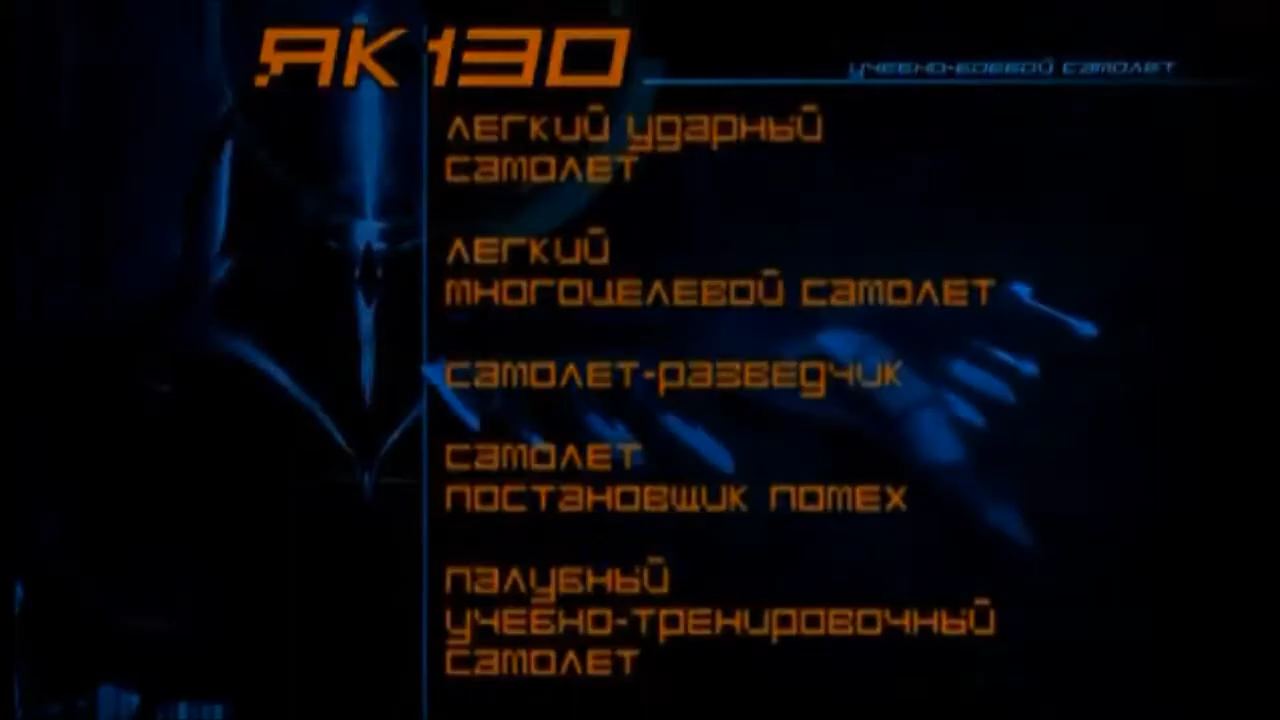 ЯК 130
УЧЕБНО-БОЕВОЙ САМОЛЕТ
ЛЕГКИЙ УДАРНЫЙ
САМОЛЕТ
ЛЕГКИЙ
МНОГОЦЕЛЕВОЙ САМОЛЕТ
САМОЛЕТ-РАЗВЕДЧИК
САМОЛЕТ
ПОСТАНОВЩИК ПОМЕХ
ПАЛУБНЫЙ
УЧЕБНО-ТРЕНИРОВОЧНЫЙ
САМОЛЕТ